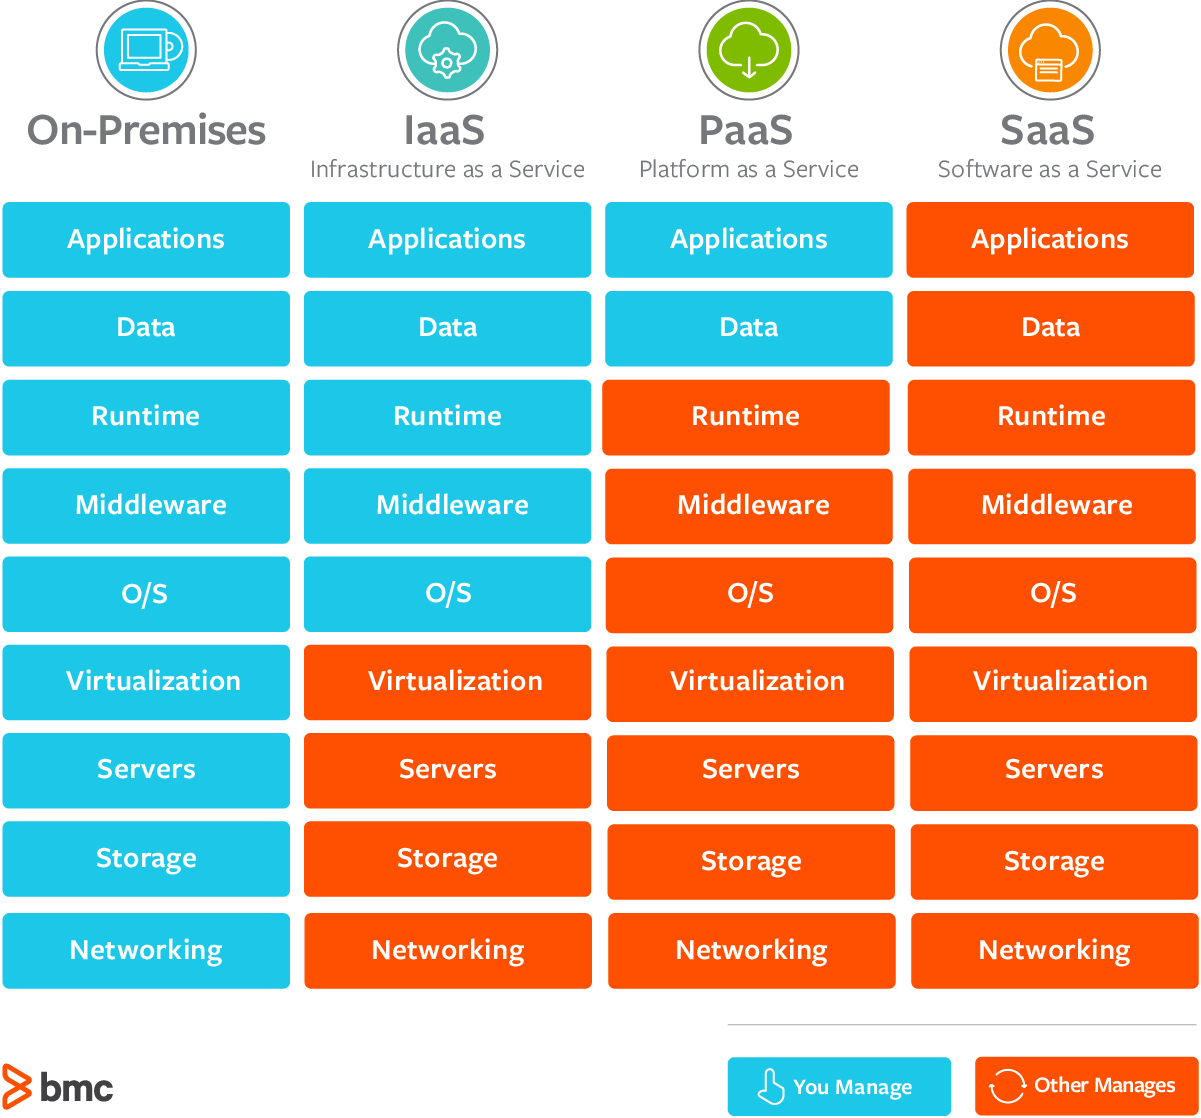 On-Premises
IaaS
Infrastructure as a Service
PaaS
Platform as a Service
SaaS
Software as a Service
Applications
Applications
Applications
Applications
Data
Data
Data
Data
Runtime
Runtime
Runtime
Runtime
Middleware
Middleware
Middleware
Middleware
O/S
O/S
O/S
O/S
Virtualization
Virtualization
Virtualization
Virtualization
Servers
Servers
Servers
Servers
Storage
Storage
Storage
Storage
Networking
Networking
Networking
Networking
bmc
You Manage
Other Manages